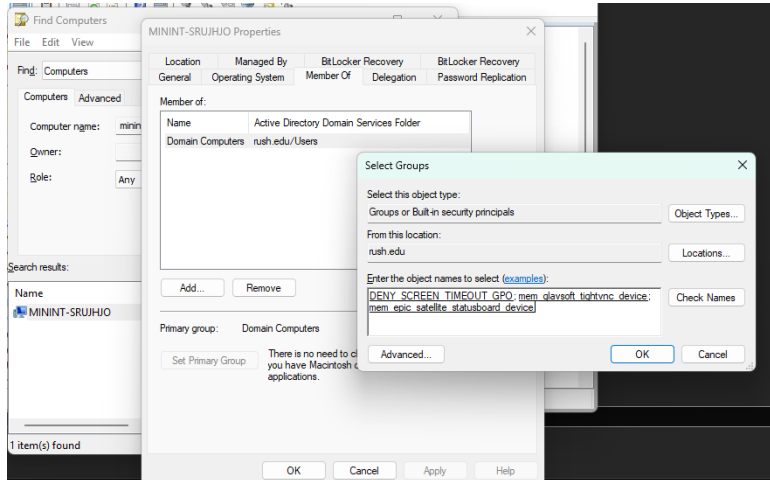 Find Computers
File Edit View
Find: Computers
Computers Advanced
Computer name: minin
Owner:
Role: Any
Search results:
Name
MININT-SRUJHJO
1 item(s) found
MININT-SRUJHJO Properties
Location Managed By BitLocker Recovery BitLocker Recovery
General Operating System Member Of Delegation Password Replication
Member of:
Name Active Directory Domain Services Folder
Domain Computers rush.edu/Users
Add... Remove
Primary group: Domain Computers
Set Primary Group
There is no need to c
you have Macintosh c
applications.
OK Cancel Apply Help
Select Groups
Select this object type:
Groups or Built-in security principals
Object Types...
From this location:
rush.edu
Locations...
Enter the object names to select (examples):
DENY_SCREEN_TIMEOUT_GPO; mem_glavsoft_tightvnc_device;
mem_epic_satellite_statusboard_device
Check Names
Advanced... OK Cancel